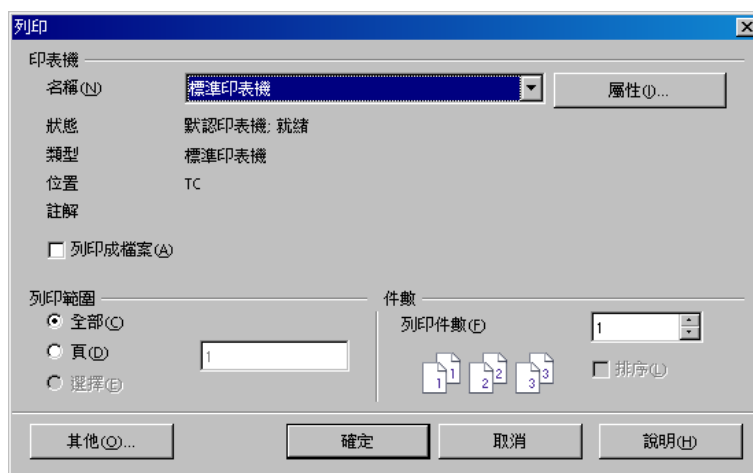 列印
印表機
名稱(N) 標準印表機 屬性(I)...
狀態 默認印表機; 就緒
類型 標準印表機
位置 TC
註解
列印成檔案(A)
列印範圍 件數
全部(C) 列印件數(F) 1
頁(D) 1
1 1 2 2 3 3 排序(L)
選擇(E)
其他(O)... 確定 取消 說明(H)